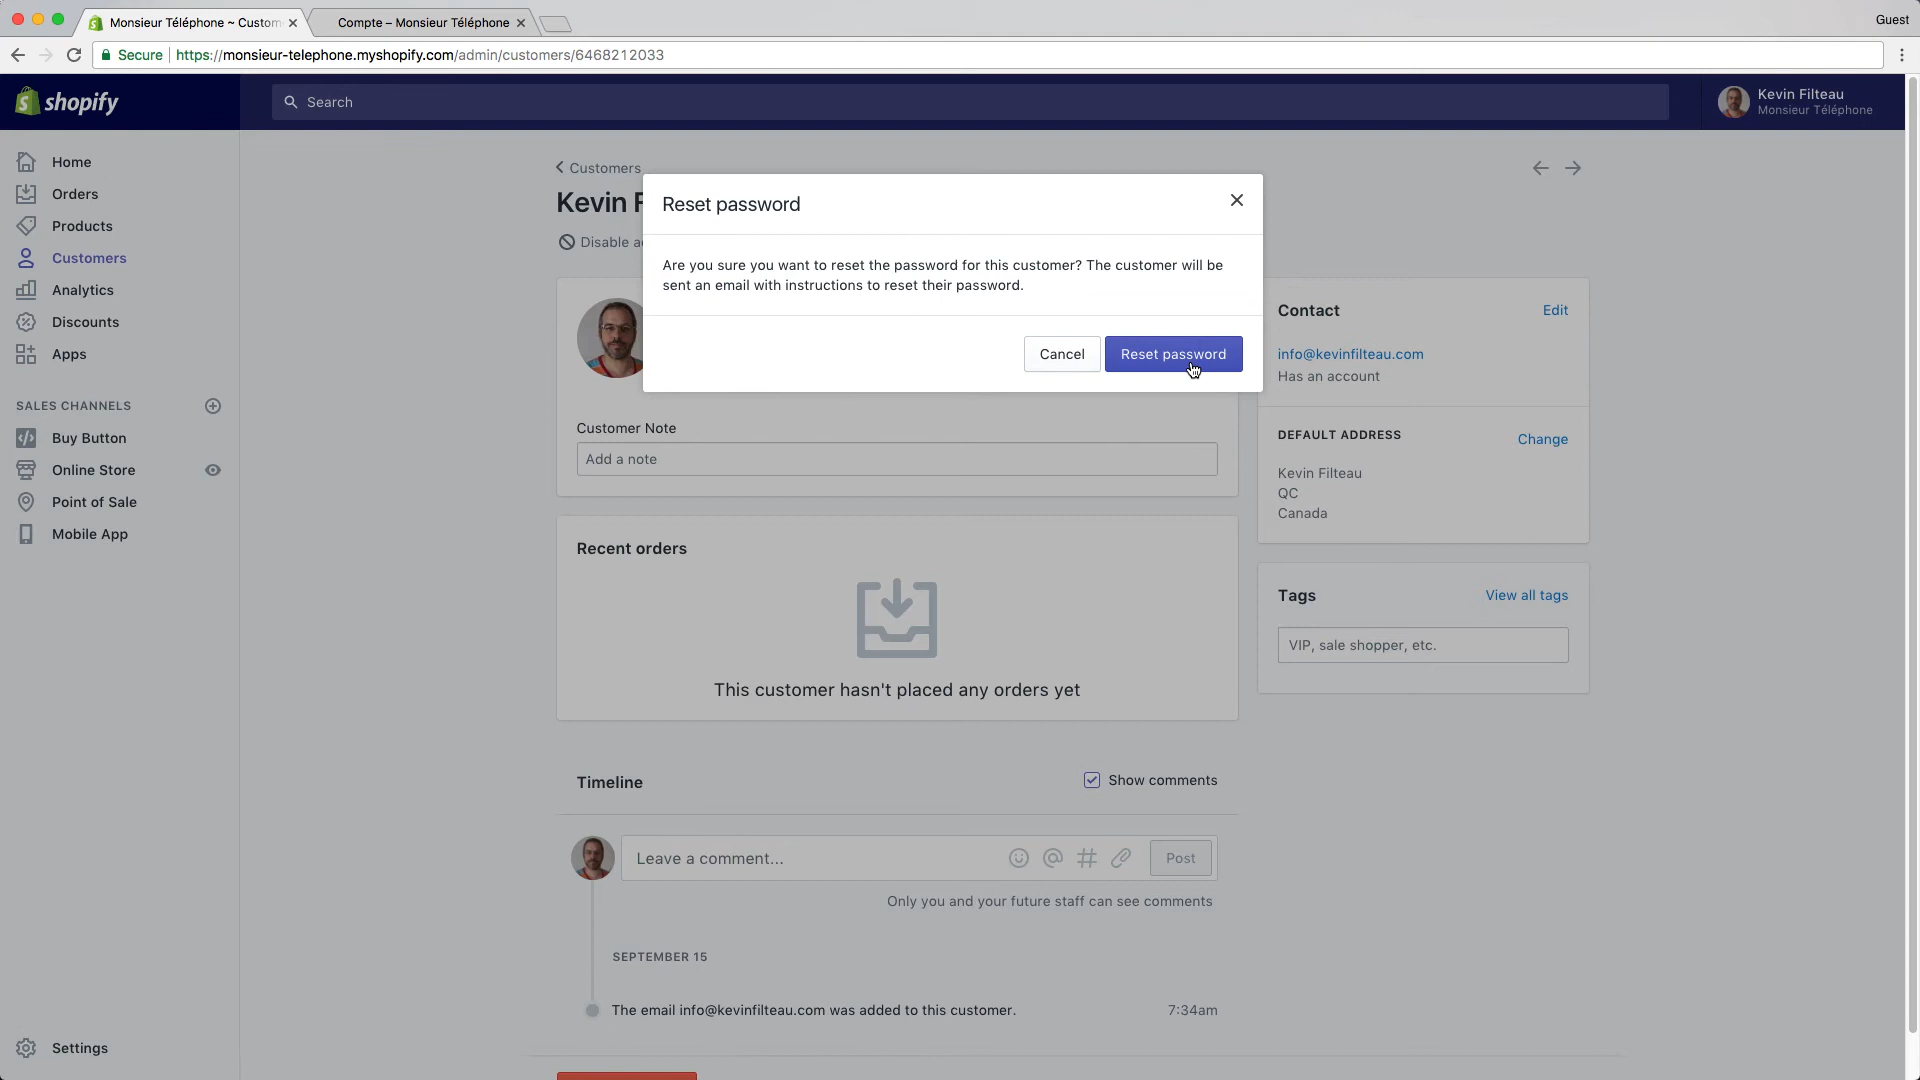 Monsieur Téléphone ~ Custom
Compte – Monsieur Téléphone
Guest
Secure
https://monsieur-telephone.myshopify.com/admin/customers/6468212033
shopify
Search
Kevin Filteau
Monsieur Téléphone
Home
Orders
Products
Customers
Analytics
Discounts
Apps
SALES CHANNELS
Buy Button
Online Store
Point of Sale
Mobile App
Settings
Customers
Kevin F
Disable a
Reset password
Are you sure you want to reset the password for this customer? The customer will be
sent an email with instructions to reset their password.
Cancel
Reset password
Customer Note
Add a note
Recent orders
This customer hasn't placed any orders yet
Contact
Edit
info@kevinfilteau.com
Has an account
DEFAULT ADDRESS
Change
Kevin Filteau
QC
Canada
Tags
View all tags
VIP, sale shopper, etc.
Timeline
Show comments
Leave a comment...
Post
Only you and your future staff can see comments
SEPTEMBER 15
The email info@kevinfilteau.com was added to this customer.
7:34am